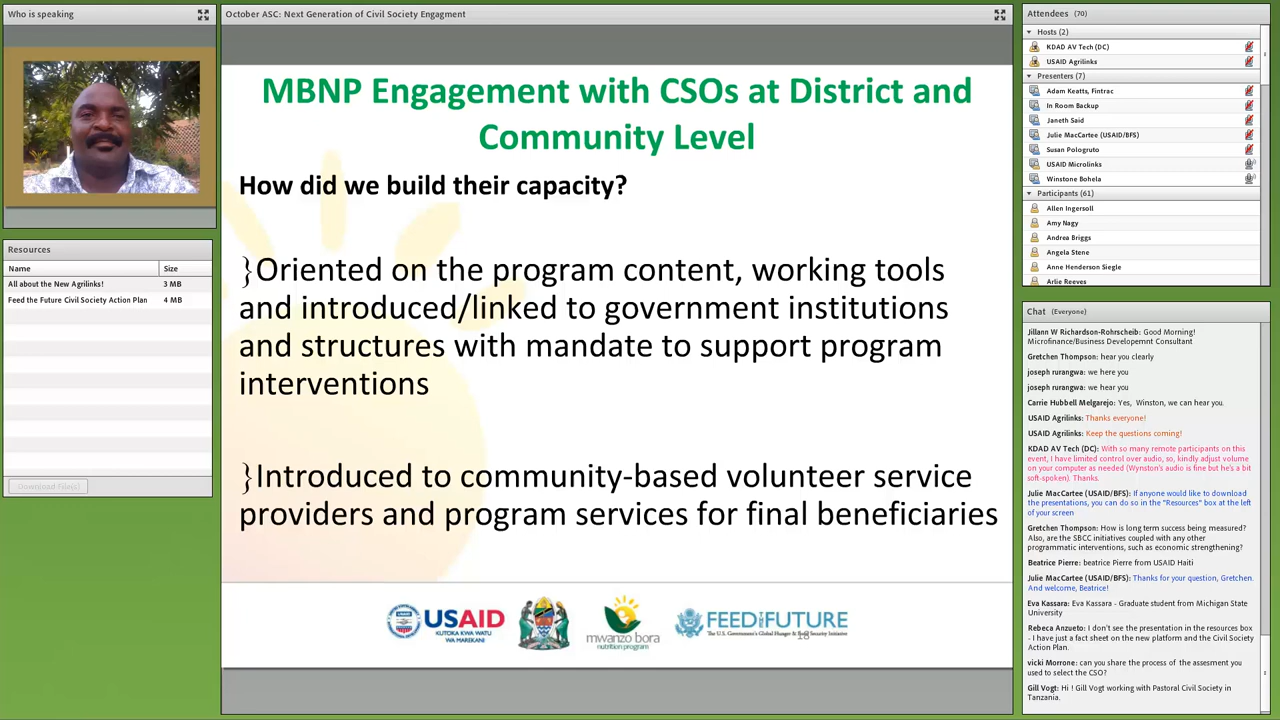 Who is speaking
October ASC: Next Generation of Civil Society Engagment
Attendees (70)
Hosts (2)
KDAD AV Tech (DC)
USAID Agrilinks
Presenters (7)
Adam Keatts, Fintrac
In Room Backup
Janeth Said
Julie MacCartee (USAID/BFS)
Susan Pologruto
USAID Microlinks
Winstone Bohela
Participants (61)
Allen Ingersoll
Amy Nagy
Andrea Briggs
Angela Stene
Anne Henderson Siegle
Arlie Reeves
Resources
Name Size
All about the New Agrilinks! 3 MB
Feed the Future Civil Society Action Plan 4 MB
Download File(s)
MBNP Engagement with CSOs at District and
Community Level
How did we build their capacity?
}Oriented on the program content, working tools
and introduced/linked to government institutions
and structures with mandate to support program
interventions
}Introduced to community-based volunteer service
providers and program services for final beneficiaries
USAID
KUTOKA KWA WATU
WA MAREKANI
mwanzo bora
nutrition program
FEED THE FUTURE
The U.S. Government's Global Hunger & Food Security Initiative
18
Chat (Everyone)
Jillann W Richardson-Rohrscheib: Good Morning!
Microfinance/Business Developemnt Consultant
Gretchen Thompson: hear you clearly
joseph rurangwa: we here you
joseph rurangwa: we hear you
Carrie Hubbell Melgarejo: Yes, Winston, we can hear you.
USAID Agrilinks: Thanks everyone!
USAID Agrilinks: Keep the questions coming!
KDAD AV Tech (DC): With so many remote participants on this
event, I have limited control over audio, so, kindly adjust volume
on your computer as needed (Wynston's audio is fine but he's a bit
soft-spoken). Thanks.
Julie MacCartee (USAID/BFS): If anyone would like to download
the presentations, you can do so in the "Resources" box at the left
of your screen
Gretchen Thompson: How is long term success being measured?
Also, are the SBCC initiatives coupled with any other
programmatic interventions, such as economic strengthening?
Beatrice Pierre: beatrice Pierre from USAID Haiti
Julie MacCartee (USAID/BFS): Thanks for your question, Gretchen.
And welcome, Beatrice!
Eva Kassara: Eva Kassara - Graduate student from Michigan State
University
Rebeca Anzueto: I don't see the presentation in the resources box
- I have just a fact sheet on the new platform and the Civil Society
Action Plan.
vicki Morrone: can you share the process of the assesment you
used to select the CSO?
Gill Vogt: Hi ! Gill Vogt working with Pastoral Civil Society in
Tanzania.